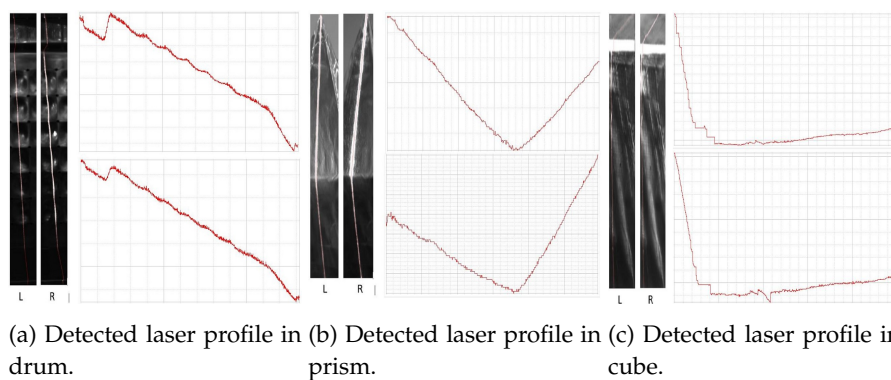 L R
L R
L R
(a) Detected laser profile in
drum.
(b) Detected laser profile in
prism.
(c) Detected laser profile in
cube.